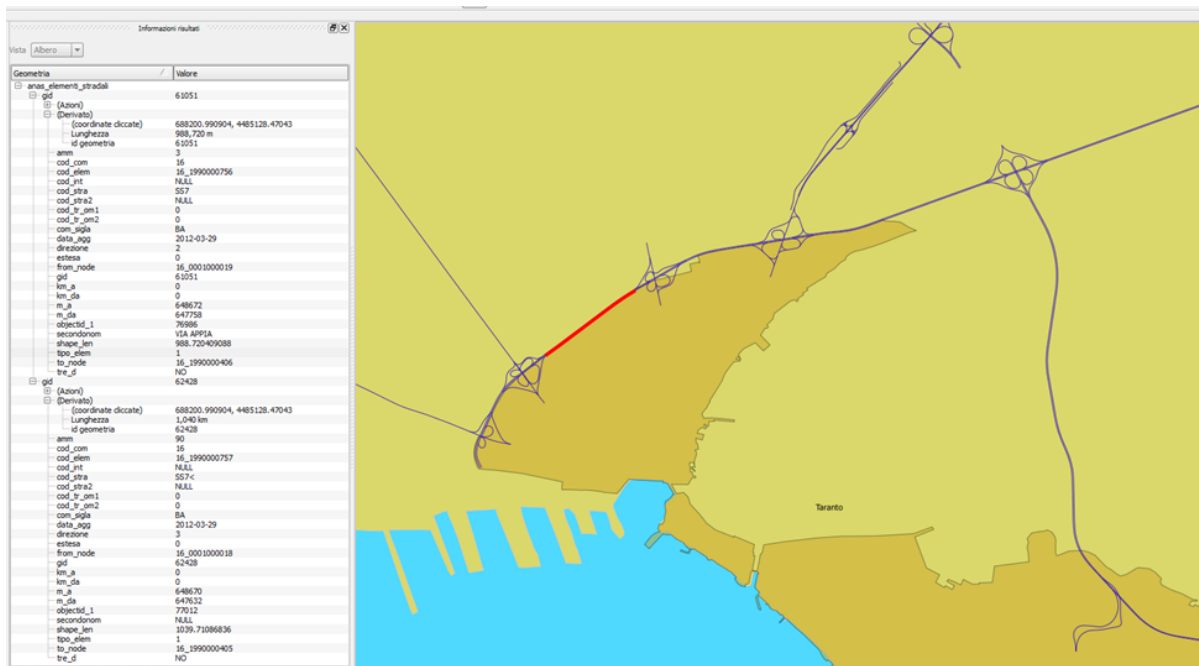 Informazioni risultati
Vista Albero
Geometria Valore
anas_elementi_stradali
gid 61051
(Azioni)
(Derivato)
(coordinate cliccate) 688200.990904, 4485128.47043
Lunghezza 988,720 m
id geometria 61051
amm 3
cod_com 16
cod_elem 16_1990000756
cod_int NULL
cod_stra SS7
cod_stra2 NULL
cod_tr_om1 0
cod_tr_om2 0
com_sigla BA
data_agg 2012-03-29
direzione 2
estesa 0
from_node 16_0001000019
gid 61051
km_a 0
km_da 0
m_a 648672
m_da 647758
objectid_1 76986
secondonom VIA APPIA
shape_len 988.720409088
tipo_elem 1
to_node 16_1990000406
tre_d NO
gid 62428
(Azioni)
(Derivato)
(coordinate cliccate) 688200.990904, 4485128.47043
Lunghezza 1,040 km
id geometria 62428
amm 90
cod_com 16
cod_elem 16_1990000757
cod_int NULL
cod_stra SS7<
cod_stra2 NULL
cod_tr_om1 0
cod_tr_om2 0
com_sigla BA
data_agg 2012-03-29
direzione 3
estesa 0
from_node 16_0001000018
gid 62428
km_a 0
km_da 0
m_a 648670
m_da 647632
objectid_1 77012
secondonom NULL
shape_len 1039.71086836
tipo_elem 1
to_node 16_1990000405
tre_d NO
Taranto